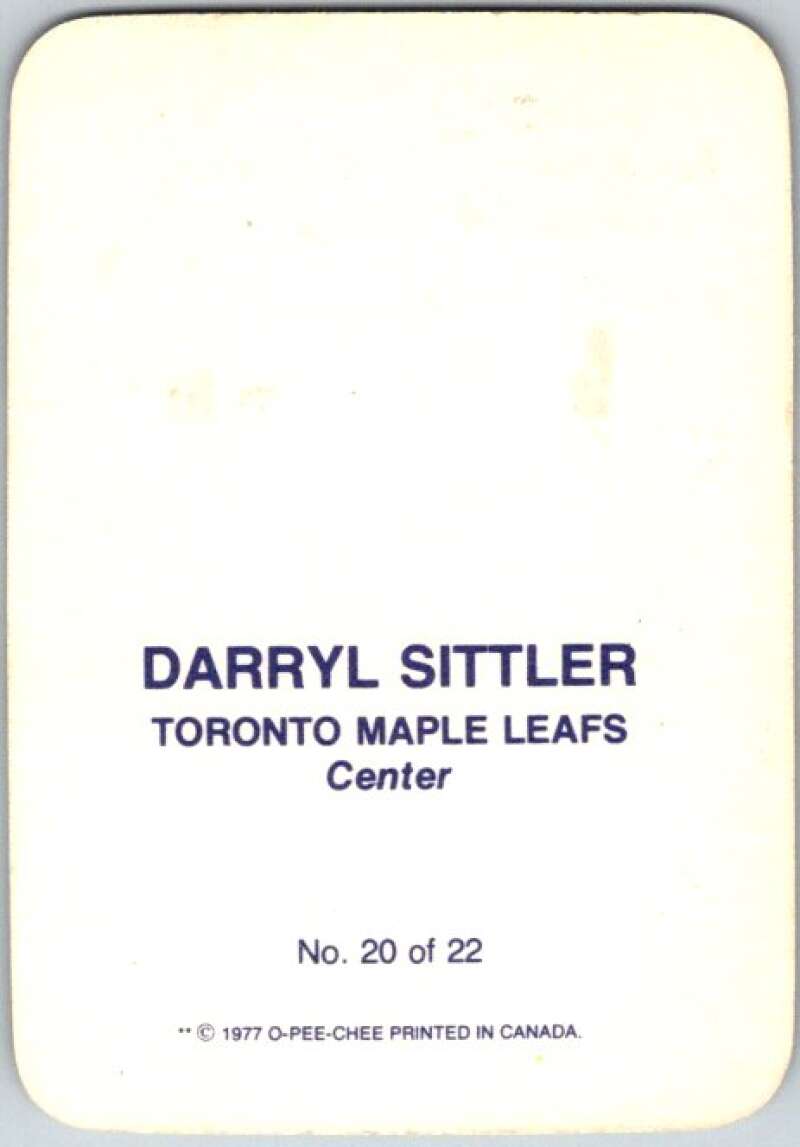 DARRYL SITTLER
TORONTO MAPLE LEAFS
Center
No. 20 of 22
** © 1977 O-PEE-CHEE PRINTED IN CANADA.